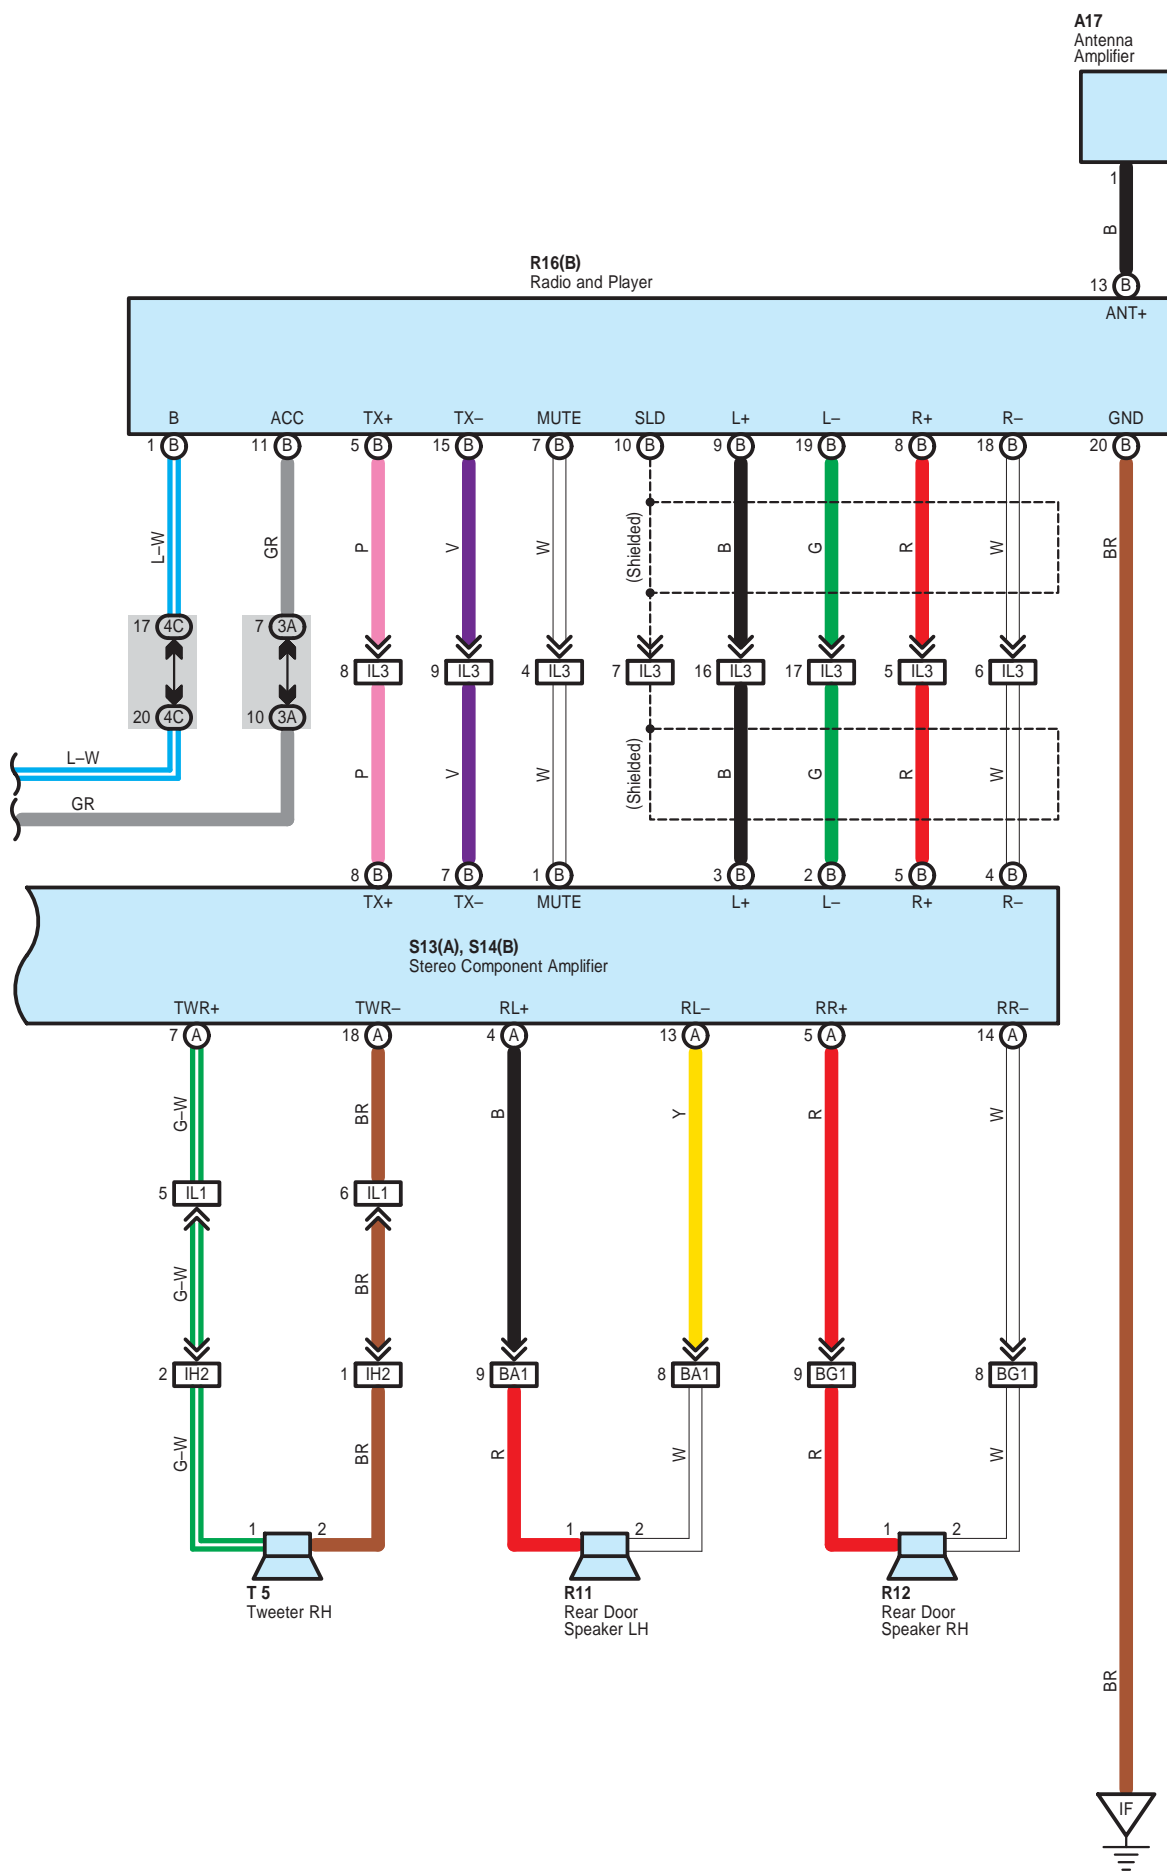 A17
Antenna
Amplifier
1
B
R16(B)
Radio and Player
13 B
ANT+
B ACC TX+ TX– MUTE SLD L+ L– R+ R– GND
1 B 11 B 5 B 15 B 7 B 10 B 9 B 19 B 8 B 18 B 20 B
L–W GR P V W (Shielded) B G R W BR
17 4C 7 3A
8 IL3 9 IL3 4 IL3 7 IL3 16 IL3 17 IL3 5 IL3 6 IL3
20 4C 10 3A
L–W
GR
P V W (Shielded) B G R W
8 B 7 B 1 B 3 B 2 B 5 B 4 B
TX+ TX– MUTE L+ L– R+ R–
S13(A), S14(B)
Stereo Component Amplifier
TWR+ TWR– RL+ RL– RR+ RR–
7 A 18 A 4 A 13 A 5 A 14 A
G–W BR B Y R W
5 IL1 6 IL1
G–W BR
2 IH2 1 IH2 9 BA1 8 BA1 9 BG1 8 BG1
G–W BR R W R W
1 2 1 2 1 2
T 5
Tweeter RH
R11
Rear Door
Speaker LH
R12
Rear Door
Speaker RH
BR
IF